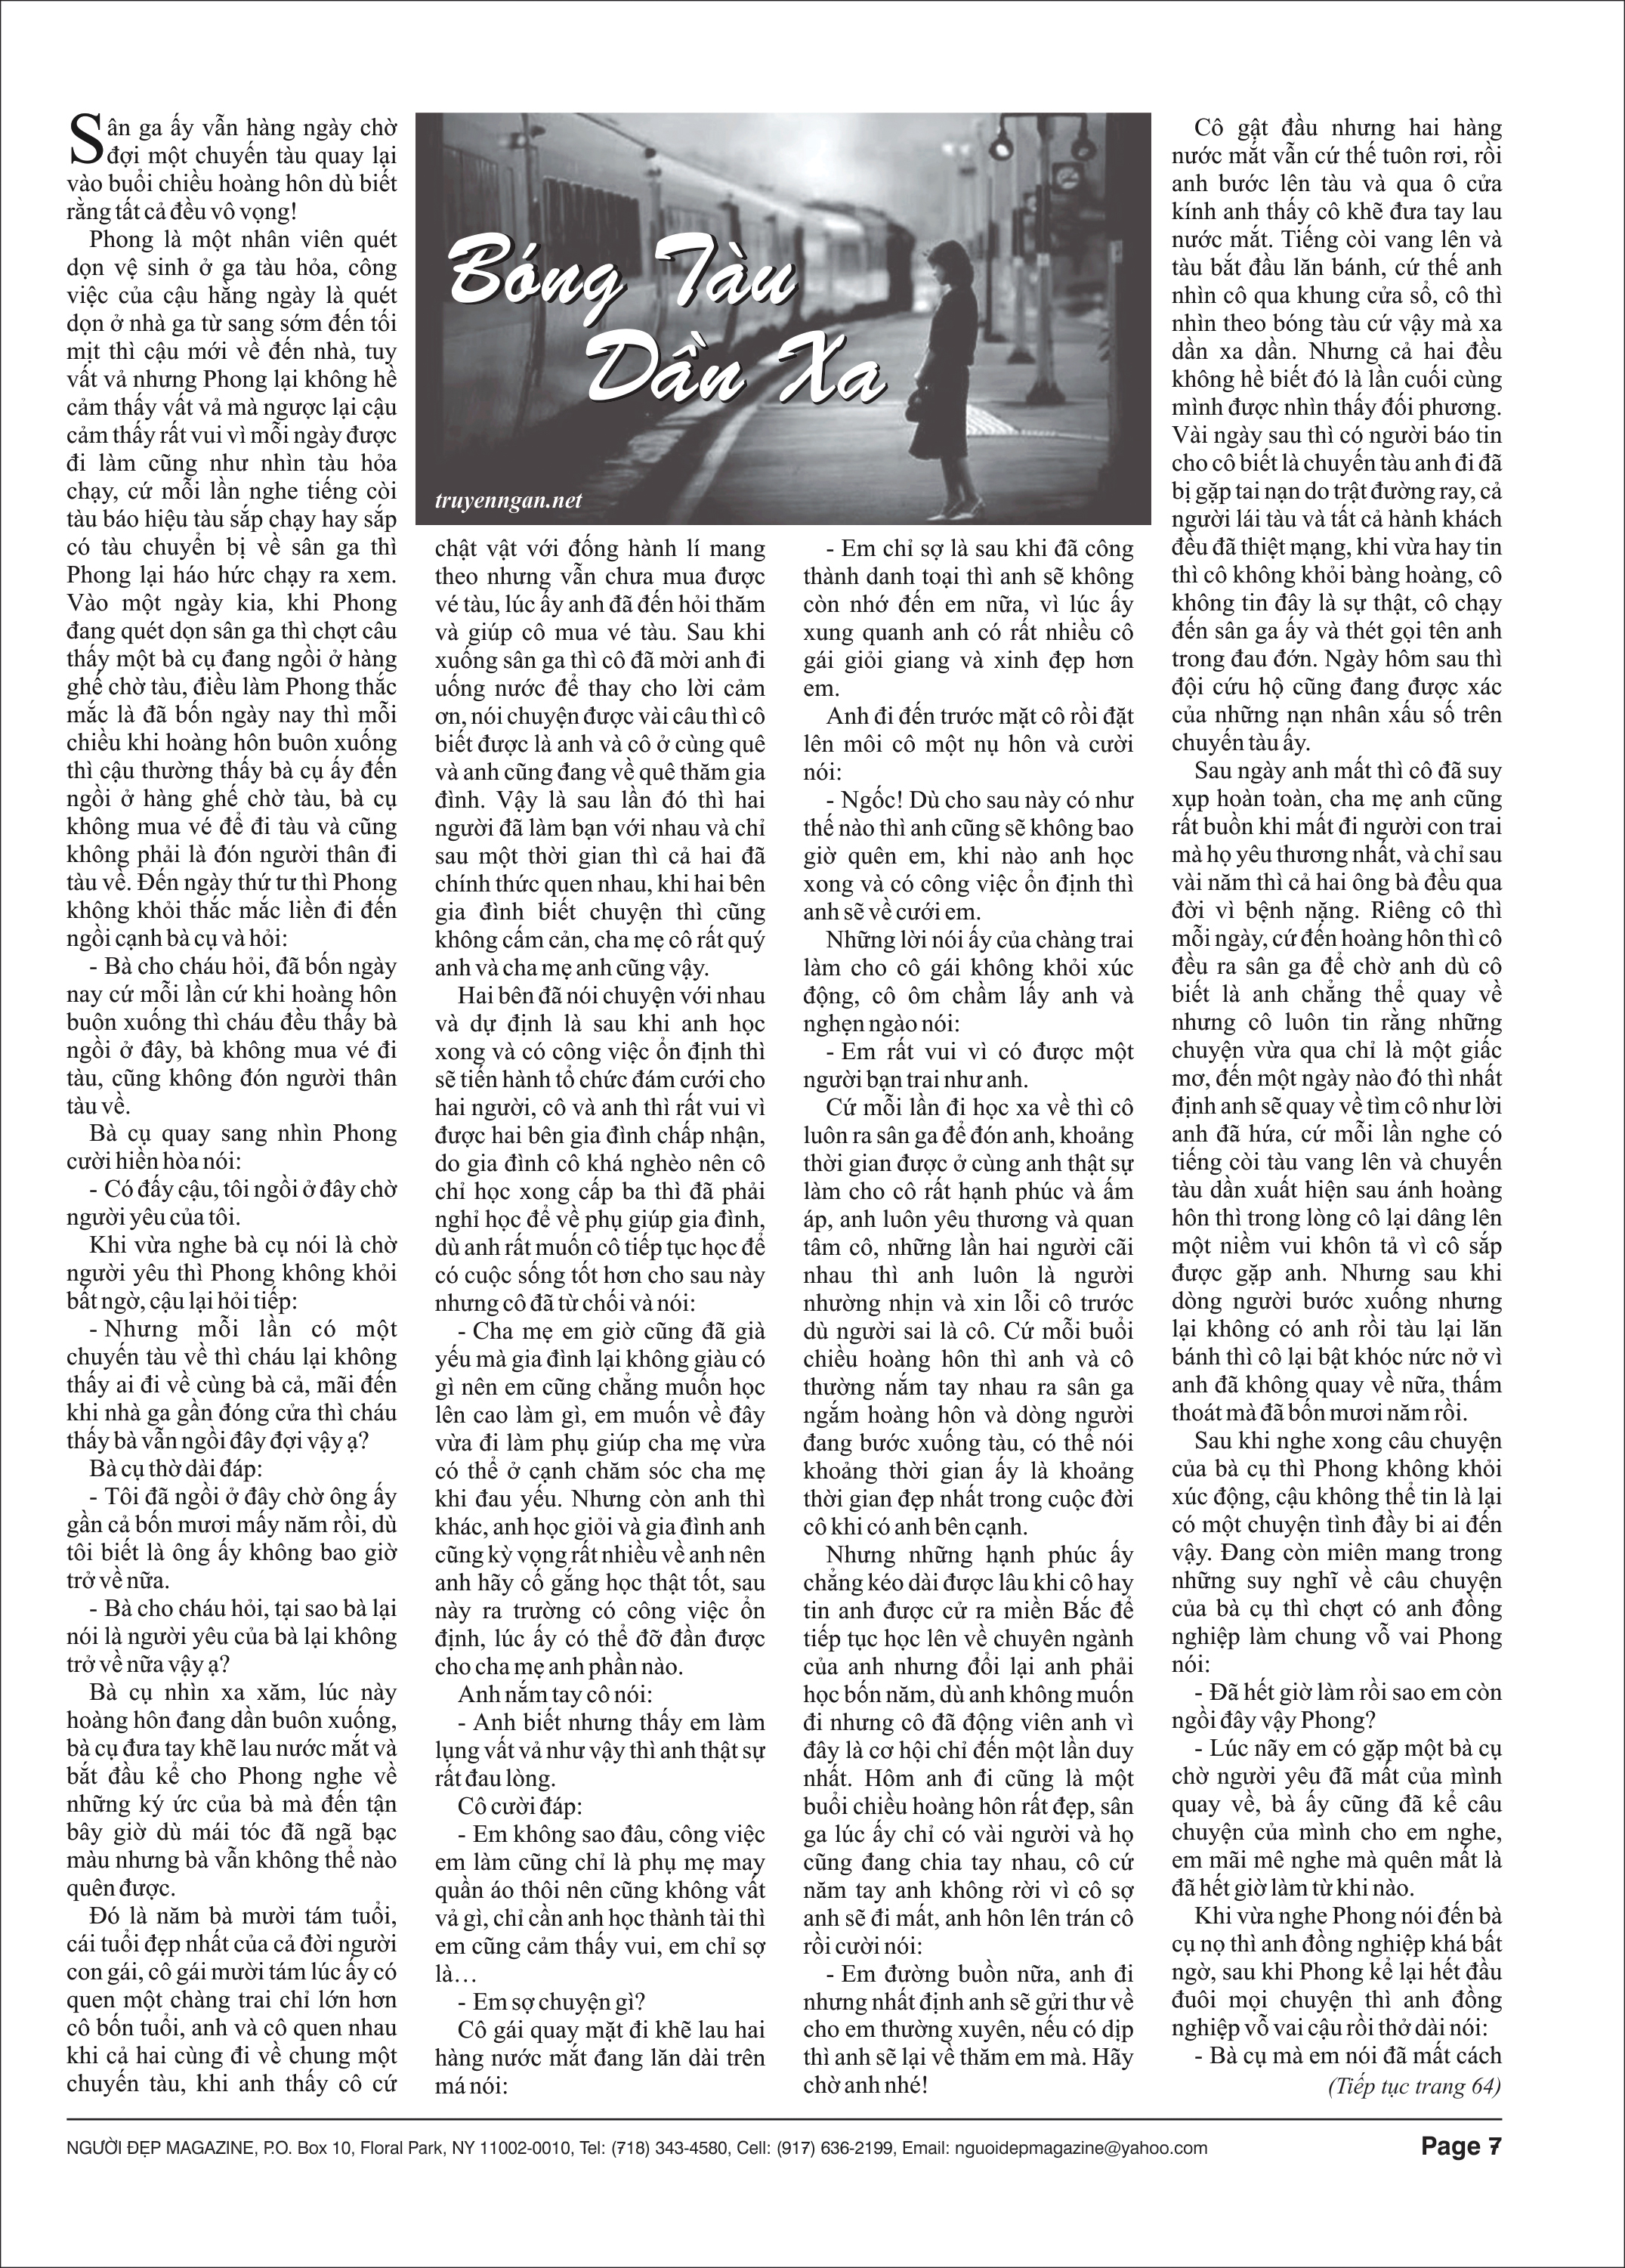 Bóng Tàu
Dần Xa
truyenngan.net
Sân ga ấy vẫn hàng ngày chờ
đợi một chuyến tàu quay lại
vào buổi chiều hoàng hôn dù biết
rằng tất cả đều vô vọng!
Phong là một nhân viên quét
dọn vệ sinh ở ga tàu hỏa, công
việc của cậu hằng ngày là quét
dọn ở nhà ga từ sang sớm đến tối
mịt thì cậu mới về đến nhà, tuy
vất vả nhưng Phong lại không hề
cảm thấy vất vả mà ngược lại cậu
cảm thấy rất vui vì mỗi ngày được
đi làm cũng như nhìn tàu hỏa
chạy, cứ mỗi lần nghe tiếng còi
tàu báo hiệu tàu sắp chạy hay sắp
có tàu chuyển bị về sân ga thì
Phong lại háo hức chạy ra xem.
Vào một ngày kia, khi Phong
đang quét dọn sân ga thì chợt câu
thấy một bà cụ đang ngồi ở hàng
ghế chờ tàu, điều làm Phong thắc
mắc là đã bốn ngày nay thì mỗi
chiều khi hoàng hôn buôn xuống
thì cậu thường thấy bà cụ ấy đến
ngồi ở hàng ghế chờ tàu, bà cụ
không mua vé để đi tàu và cũng
không phải là đón người thân đi
tàu về. Đến ngày thứ tư thì Phong
không khỏi thắc mắc liền đi đến
ngồi cạnh bà cụ và hỏi:
- Bà cho cháu hỏi, đã bốn ngày
nay cứ mỗi lần cứ khi hoàng hôn
buôn xuống thì cháu đều thấy bà
ngồi ở đây, bà không mua vé đi
tàu, cũng không đón người thân
tàu về.
Bà cụ quay sang nhìn Phong
cười hiền hòa nói:
- Có đấy cậu, tôi ngồi ở đây chờ
người yêu của tôi.
Khi vừa nghe bà cụ nói là chờ
người yêu thì Phong không khỏi
bất ngờ, cậu lại hỏi tiếp:
- Nhưng mỗi lần có một
chuyến tàu về thì cháu lại không
thấy ai đi về cùng bà cả, mãi đến
khi nhà ga gần đóng cửa thì cháu
thấy bà vẫn ngồi đây đợi vậy ạ?
Bà cụ thờ dài đáp:
- Tôi đã ngồi ở đây chờ ông ấy
gần cả bốn mươi mấy năm rồi, dù
tôi biết là ông ấy không bao giờ
trở về nữa.
- Bà cho cháu hỏi, tại sao bà lại
nói là người yêu của bà lại không
trở về nữa vậy ạ?
Bà cụ nhìn xa xăm, lúc này
hoàng hôn đang dần buôn xuống,
bà cụ đưa tay khẽ lau nước mắt và
bắt đầu kể cho Phong nghe về
những ký ức của bà mà đến tận
bây giờ dù mái tóc đã ngã bạc
màu nhưng bà vẫn không thể nào
quên được.
Đó là năm bà mười tám tuổi,
cái tuổi đẹp nhất của cả đời người
con gái, cô gái mười tám lúc ấy có
quen một chàng trai chỉ lớn hơn
cô bốn tuổi, anh và cô quen nhau
khi cả hai cùng đi về chung một
chuyến tàu, khi anh thấy cô cứ
chật vật với đống hành lí mang
theo nhưng vẫn chưa mua được
vé tàu, lúc ấy anh đã đến hỏi thăm
và giúp cô mua vé tàu. Sau khi
xuống sân ga thì cô đã mời anh đi
uống nước để thay cho lời cảm
ơn, nói chuyện được vài câu thì cô
biết được là anh và cô ở cùng quê
và anh cũng đang về quê thăm gia
đình. Vậy là sau lần đó thì hai
người đã làm bạn với nhau và chỉ
sau một thời gian thì cả hai đã
chính thức quen nhau, khi hai bên
gia đình biết chuyện thì cũng
không cấm cản, cha mẹ cô rất quý
anh và cha mẹ anh cũng vậy.
Hai bên đã nói chuyện với nhau
và dự định là sau khi anh học
xong và có công việc ổn định thì
sẽ tiến hành tổ chức đám cưới cho
hai người, cô và anh thì rất vui vì
được hai bên gia đình chấp nhận,
do gia đình cô khá nghèo nên cô
chỉ học xong cấp ba thì đã phải
nghỉ học để về phụ giúp gia đình,
dù anh rất muốn cô tiếp tục học để
có cuộc sống tốt hơn cho sau này
nhưng cô đã từ chối và nói:
- Cha mẹ em giờ cũng đã già
yếu mà gia đình lại không giàu có
gì nên em cũng chẳng muốn học
lên cao làm gì, em muốn về đây
vừa đi làm phụ giúp cha mẹ vừa
có thể ở cạnh chăm sóc cha mẹ
khi đau yếu. Nhưng còn anh thì
khác, anh học giỏi và gia đình anh
cũng kỳ vọng rất nhiều về anh nên
anh hãy cố gắng học thật tốt, sau
này ra trường có công việc ổn
định, lúc ấy có thể đỡ đần được
cho cha mẹ anh phần nào.
Anh nắm tay cô nói:
- Anh biết nhưng thấy em làm
lụng vất vả như vậy thì anh thật sự
rất đau lòng.
Cô cười đáp:
- Em không sao đâu, công việc
em làm cũng chỉ là phụ mẹ may
quần áo thôi nên cũng không vất
vả gì, chỉ cần anh học thành tài thì
em cũng cảm thấy vui, em chỉ sợ
là…
- Em sợ chuyện gì?
Cô gái quay mặt đi khẽ lau hai
hàng nước mắt đang lăn dài trên
má nói:
- Em chỉ sợ là sau khi đã công
thành danh toại thì anh sẽ không
còn nhớ đến em nữa, vì lúc ấy
xung quanh anh có rất nhiều cô
gái giỏi giang và xinh đẹp hơn
em.
Anh đi đến trước mặt cô rồi đặt
lên môi cô một nụ hôn và cười
nói:
- Ngốc! Dù cho sau này có như
thế nào thì anh cũng sẽ không bao
giờ quên em, khi nào anh học
xong và có công việc ổn định thì
anh sẽ về cưới em.
Những lời nói ấy của chàng trai
làm cho cô gái không khỏi xúc
động, cô ôm chầm lấy anh và
nghẹn ngào nói:
- Em rất vui vì có được một
người bạn trai như anh.
Cứ mỗi lần đi học xa về thì cô
luôn ra sân ga để đón anh, khoảng
thời gian được ở cùng anh thật sự
làm cho cô rất hạnh phúc và ấm
áp, anh luôn yêu thương và quan
tâm cô, những lần hai người cãi
nhau thì anh luôn là người
nhường nhịn và xin lỗi cô trước
dù người sai là cô. Cứ mỗi buổi
chiều hoàng hôn thì anh và cô
thường nắm tay nhau ra sân ga
ngắm hoàng hôn và dòng người
đang bước xuống tàu, có thể nói
khoảng thời gian ấy là khoảng
thời gian đẹp nhất trong cuộc đời
cô khi có anh bên cạnh.
Nhưng những hạnh phúc ấy
chẳng kéo dài được lâu khi cô hay
tin anh được cử ra miền Bắc để
tiếp tục học lên về chuyên ngành
của anh nhưng đổi lại anh phải
học bốn năm, dù anh không muốn
đi nhưng cô đã động viên anh vì
đây là cơ hội chỉ đến một lần duy
nhất. Hôm anh đi cũng là một
buổi chiều hoàng hôn rất đẹp, sân
ga lúc ấy chỉ có vài người và họ
cũng đang chia tay nhau, cô cứ
năm tay anh không rời vì cô sợ
anh sẽ đi mất, anh hôn lên trán cô
rồi cười nói:
- Em đường buồn nữa, anh đi
nhưng nhất định anh sẽ gửi thư về
cho em thường xuyên, nếu có dịp
thì anh sẽ lại về thăm em mà. Hãy
chờ anh nhé!
Cô gật đầu nhưng hai hàng
nước mắt vẫn cứ thế tuôn rơi, rồi
anh bước lên tàu và qua ô cửa
kính anh thấy cô khẽ đưa tay lau
nước mắt. Tiếng còi vang lên và
tàu bắt đầu lăn bánh, cứ thế anh
nhìn cô qua khung cửa sổ, cô thì
nhìn theo bóng tàu cứ vậy mà xa
dần xa dần. Nhưng cả hai đều
không hề biết đó là lần cuối cùng
mình được nhìn thấy đối phương.
Vài ngày sau thì có người báo tin
cho cô biết là chuyến tàu anh đi đã
bị gặp tai nạn do trật đường ray, cả
người lái tàu và tất cả hành khách
đều đã thiệt mạng, khi vừa hay tin
thì cô không khỏi bàng hoàng, cô
không tin đây là sự thật, cô chạy
đến sân ga ấy và thét gọi tên anh
trong đau đớn. Ngày hôm sau thì
đội cứu hộ cũng đang được xác
của những nạn nhân xấu số trên
chuyến tàu ấy.
Sau ngày anh mất thì cô đã suy
xụp hoàn toàn, cha mẹ anh cũng
rất buồn khi mất đi người con trai
mà họ yêu thương nhất, và chỉ sau
vài năm thì cả hai ông bà đều qua
đời vì bệnh nặng. Riêng cô thì
mỗi ngày, cứ đến hoàng hôn thì cô
đều ra sân ga để chờ anh dù cô
biết là anh chẳng thể quay về
nhưng cô luôn tin rằng những
chuyện vừa qua chỉ là một giấc
mơ, đến một ngày nào đó thì nhất
định anh sẽ quay về tìm cô như lời
anh đã hứa, cứ mỗi lần nghe có
tiếng còi tàu vang lên và chuyến
tàu dần xuất hiện sau ánh hoàng
hôn thì trong lòng cô lại dâng lên
một niềm vui khôn tả vì cô sắp
được gặp anh. Nhưng sau khi
dòng người bước xuống nhưng
lại không có anh rồi tàu lại lăn
bánh thì cô lại bật khóc nức nở vì
anh đã không quay về nữa, thấm
thoát mà đã bốn mươi năm rồi.
Sau khi nghe xong câu chuyện
của bà cụ thì Phong không khỏi
xúc động, cậu không thể tin là lại
có một chuyện tình đầy bi ai đến
vậy. Đang còn miên mang trong
những suy nghĩ về câu chuyện
của bà cụ thì chợt có anh đồng
nghiệp làm chung vỗ vai Phong
nói:
- Đã hết giờ làm rồi sao em còn
ngồi đây vậy Phong?
- Lúc nãy em có gặp một bà cụ
chờ người yêu đã mất của mình
quay về, bà ấy cũng đã kể câu
chuyện của mình cho em nghe,
em mãi mê nghe mà quên mất là
đã hết giờ làm từ khi nào.
Khi vừa nghe Phong nói đến bà
cụ nọ thì anh đồng nghiệp khá bất
ngờ, sau khi Phong kể lại hết đầu
đuôi mọi chuyện thì anh đồng
nghiệp vỗ vai cậu rồi thở dài nói:
- Bà cụ mà em nói đã mất cách
(Tiếp tục trang 64)
NGƯỜI ĐẸP MAGAZINE, P.O. Box 10, Floral Park, NY 11002-0010, Tel: (718) 343-4580, Cell: (917) 636-2199, Email: nguoidepmagazine@yahoo.com
Page 7